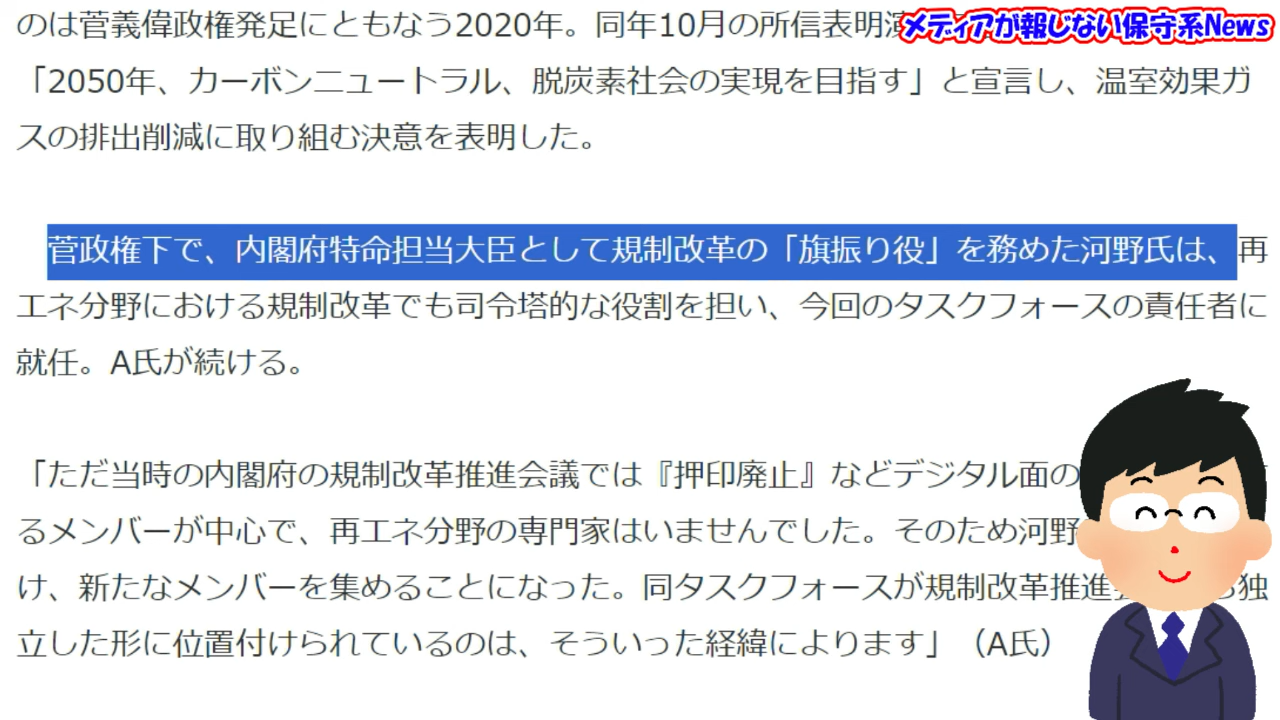 のは菅義偉政権発足にともなう2020年。同年10月の所信表明
メディアが報じない保守系News
「2050年、カーボンニュートラル、脱炭素社会の実現を目指す」と宣言し、温室効果ガ
スの排出削減に取り組む決意を表明した。
菅政権下で、内閣府特命担当大臣として規制改革の「旗振り役」を務めた河野氏は、再
エネ分野における規制改革でも司令塔的な役割を担い、今回のタスクフォースの責任者に
就任。A氏が続ける。
「ただ当時の内閣府の規制改革推進会議では『押印廃止』などデジタル面の
るメンバーが中心で、再エネ分野の専門家はいませんでした。そのため河野
け、新たなメンバーを集めることになった。同タスクフォースが規制改革推進 独
立した形に位置付けられているのは、そういった経緯によります」（A氏）